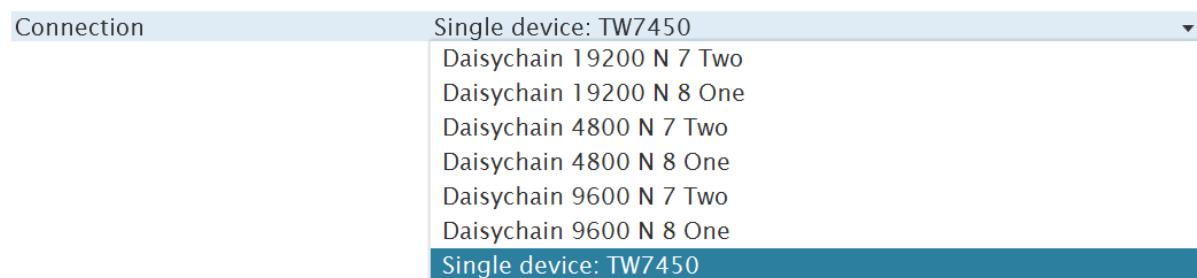 Connection Single device: TW7450
Daisychain 19200 N 7 Two
Daisychain 19200 N 8 One
Daisychain 4800 N 7 Two
Daisychain 4800 N 8 One
Daisychain 9600 N 7 Two
Daisychain 9600 N 8 One
Single device: TW7450